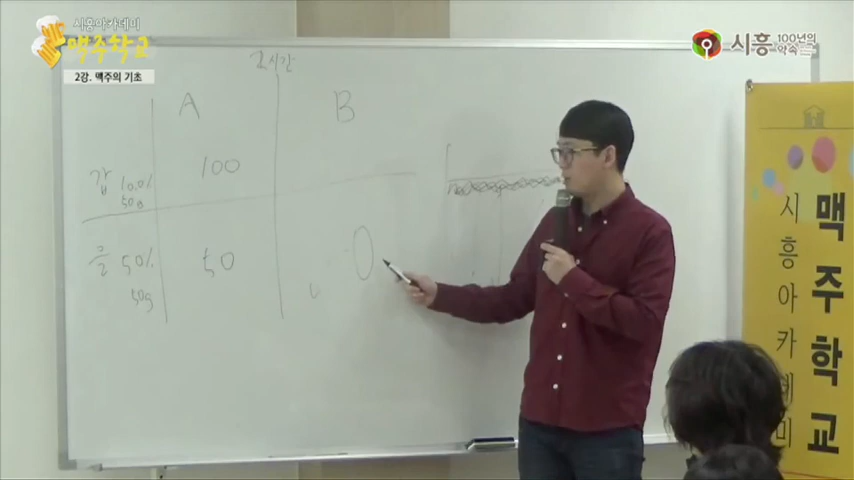 시흥아카데미
맥주학교
2강. 맥주의 기초
시흥 100년의 약속
2시간
A B
갑 100% 100
50g
을 50% 50 0
50g
맥주학교
시흥아카데미